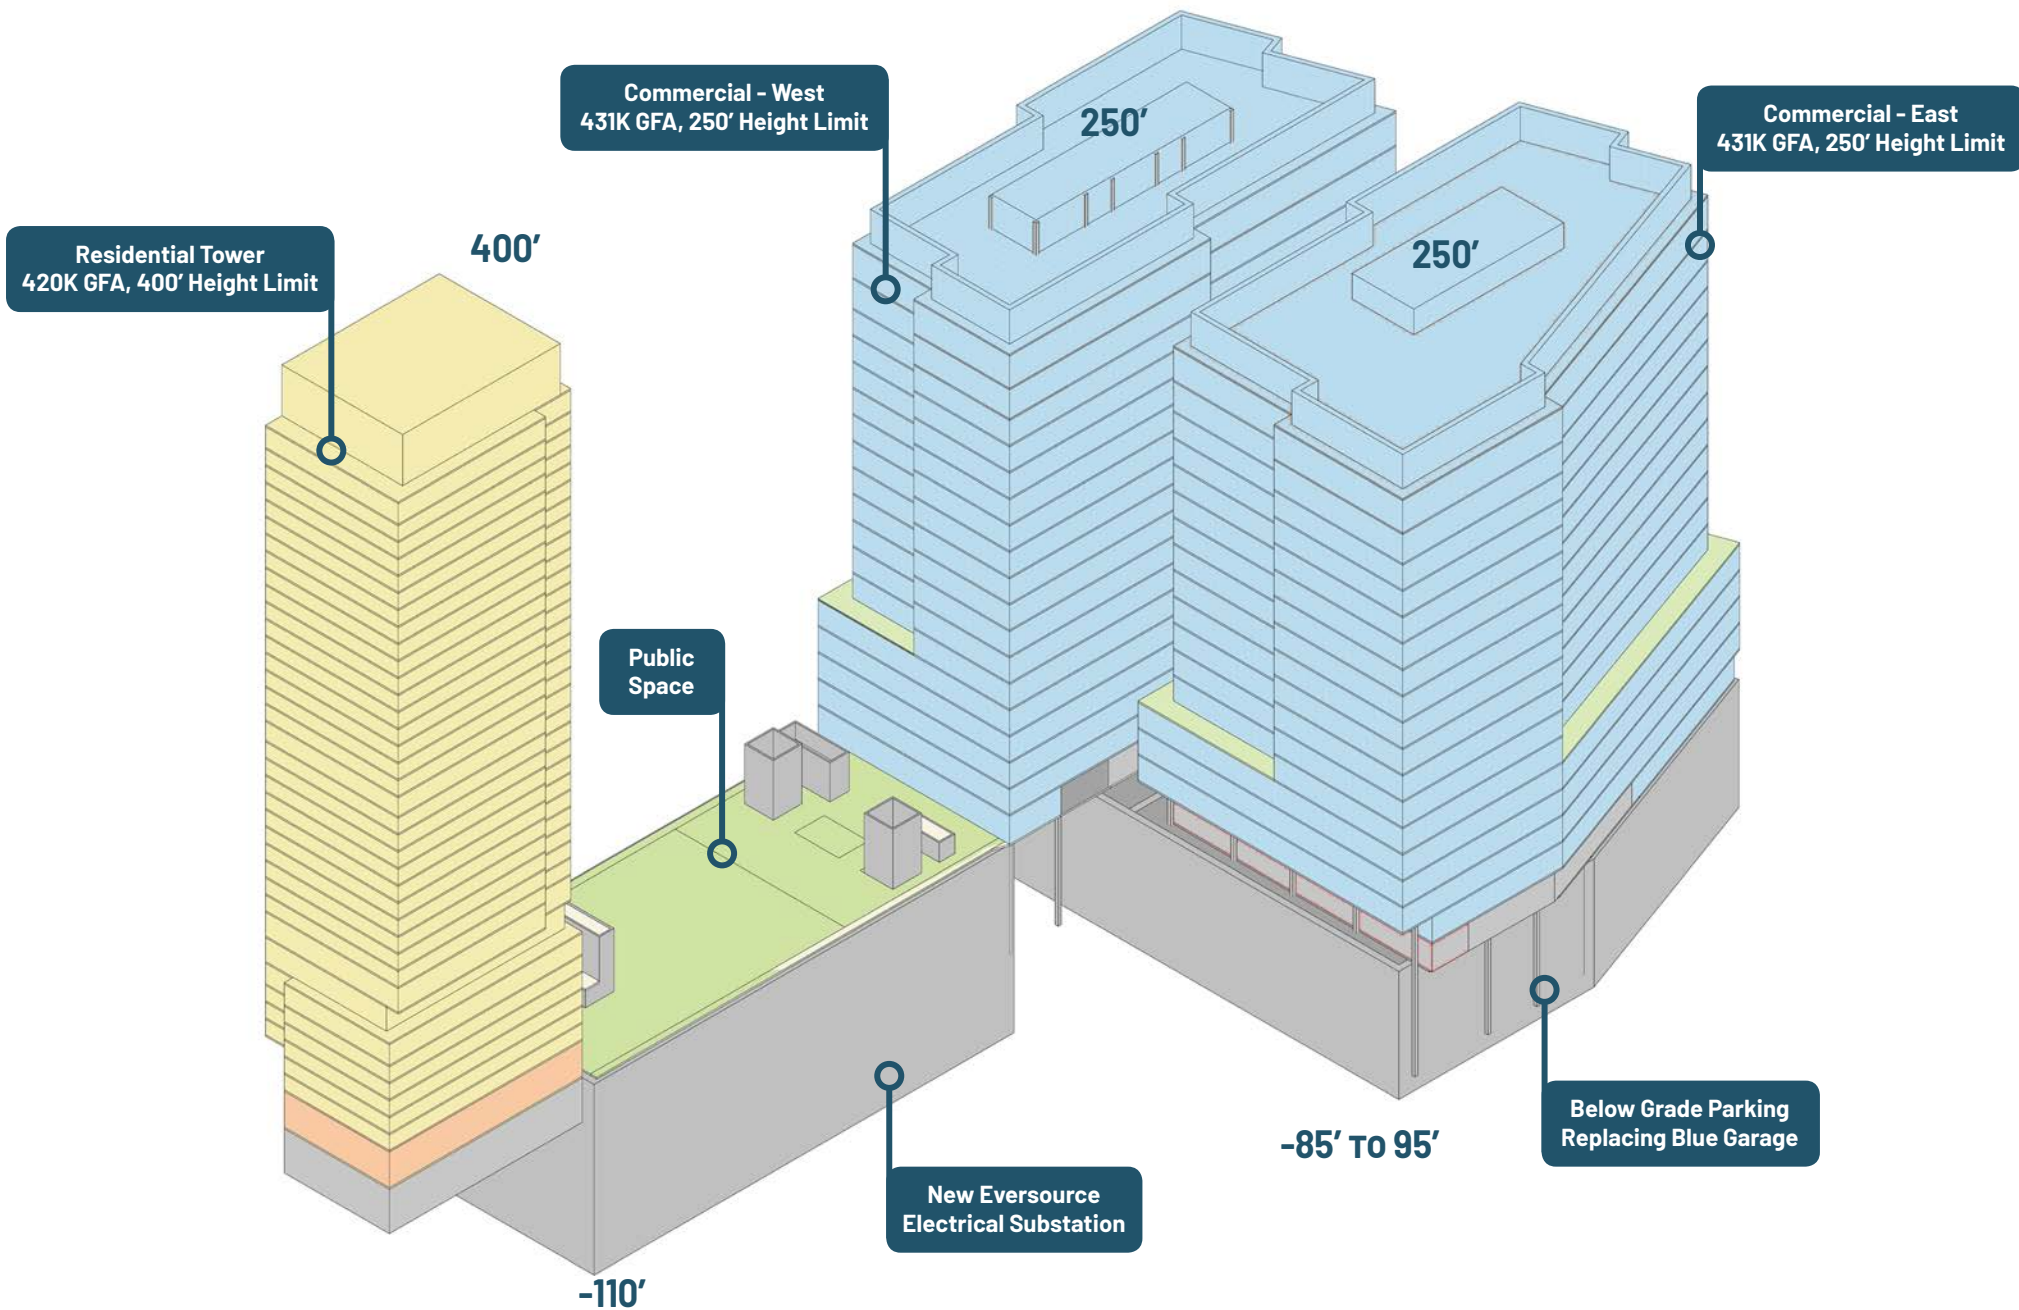 Commercial - West
431K GFA, 250′ Height Limit
250′
Commercial - East
431K GFA, 250′ Height Limit
Residential Tower
420K GFA, 400′ Height Limit
400′
250′
Public
Space
Below Grade Parking
Replacing Blue Garage
-85′ TO 95′
New Eversource
Electrical Substation
-110′